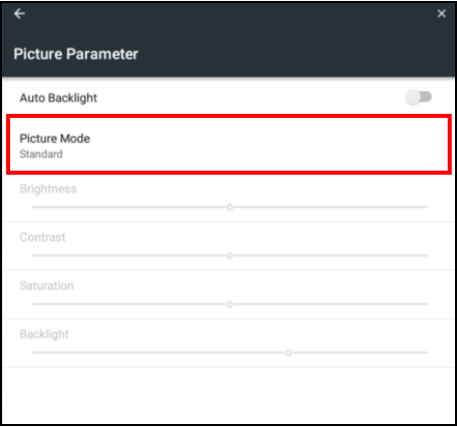 Picture Parameter
Auto Backlight
Picture Mode
Standard
Brightness
Contrast
Saturation
Backlight